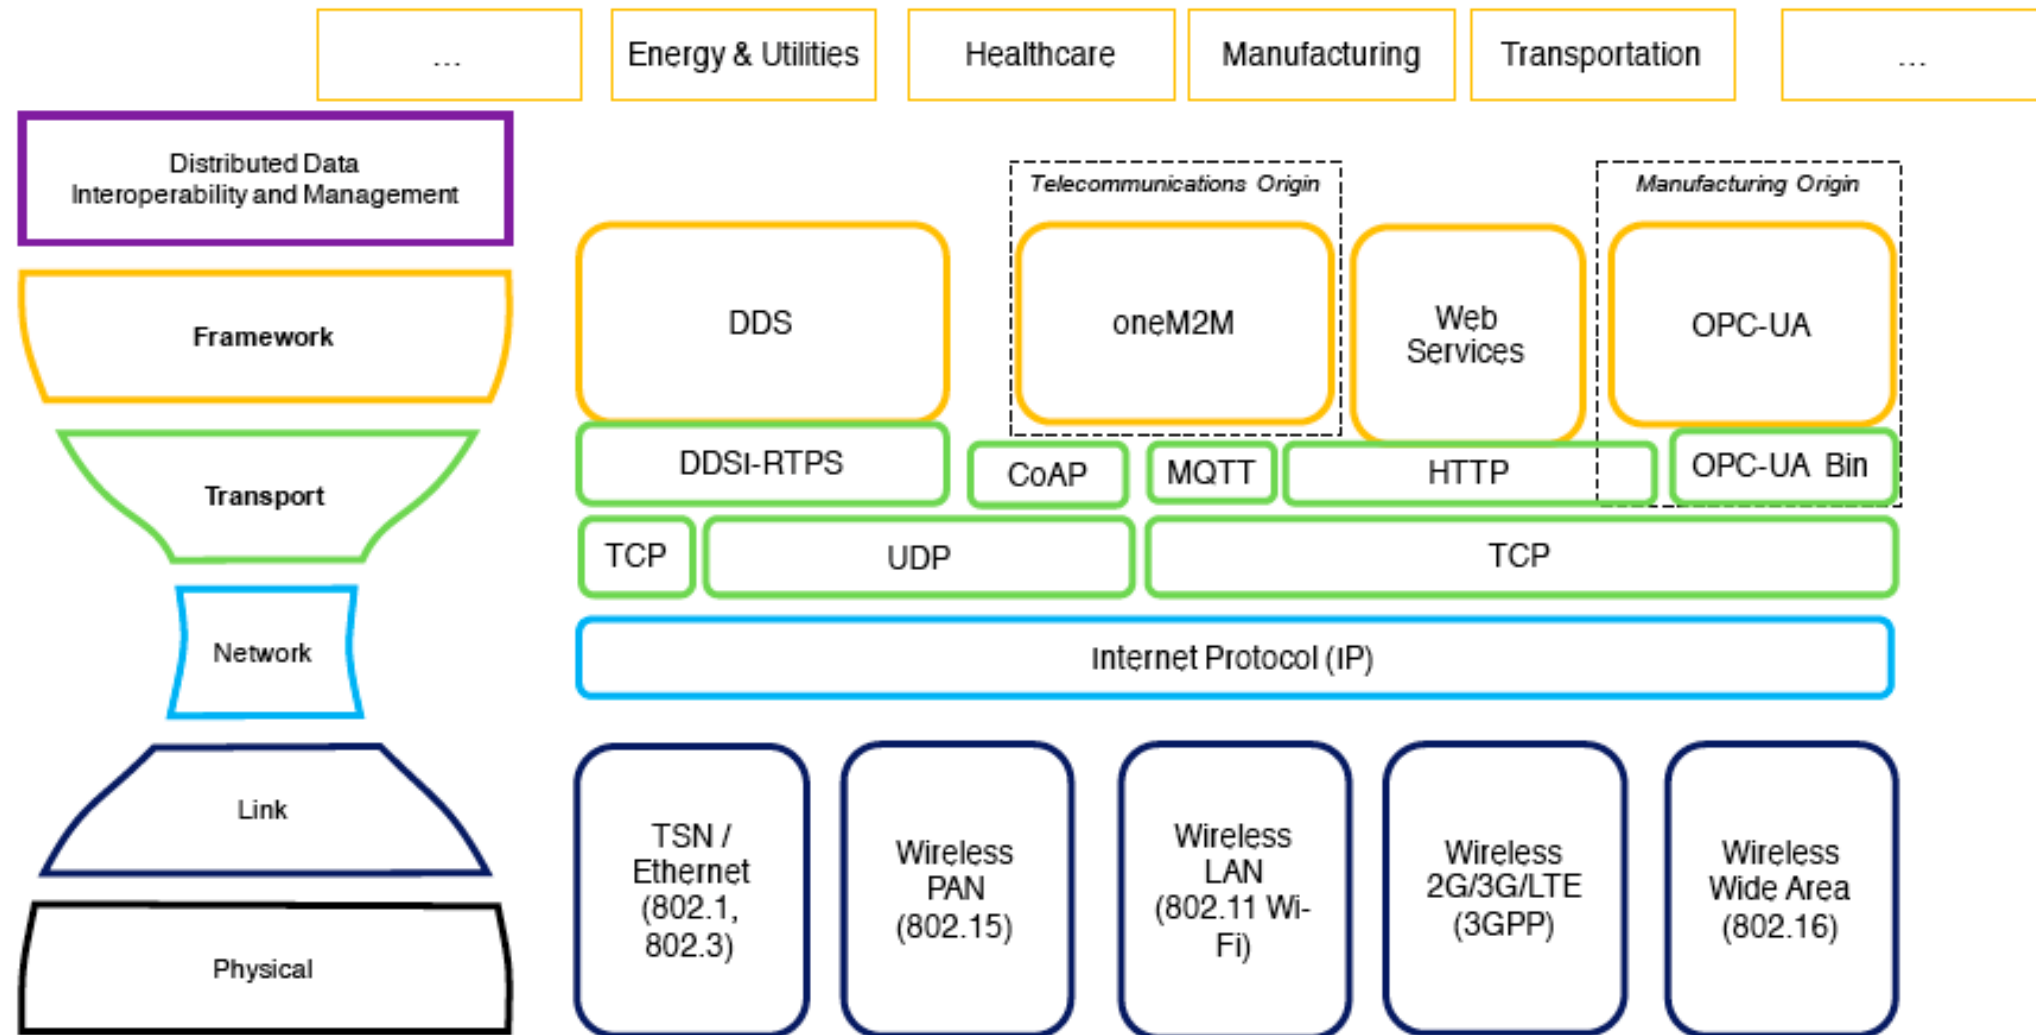 ...
Energy & Utilities
Healthcare
Manufacturing
Transportation
...
Distributed Data
Interoperability and Management
Telecommunications Origin
Manufacturing Origin
Framework
DDS
oneM2M
Web
Services
OPC-UA
Transport
DDSI-RTPS
CoAP
MQTT
HTTP
OPC-UA Bin
TCP
UDP
TCP
Network
Internet Protocol (IP)
Link
TSN /
Ethernet
(802.1,
802.3)
Wireless
PAN
(802.15)
Wireless
LAN
(802.11 Wi-
Fi)
Wireless
2G/3G/LTE
(3GPP)
Wireless
Wide Area
(802.16)
Physical